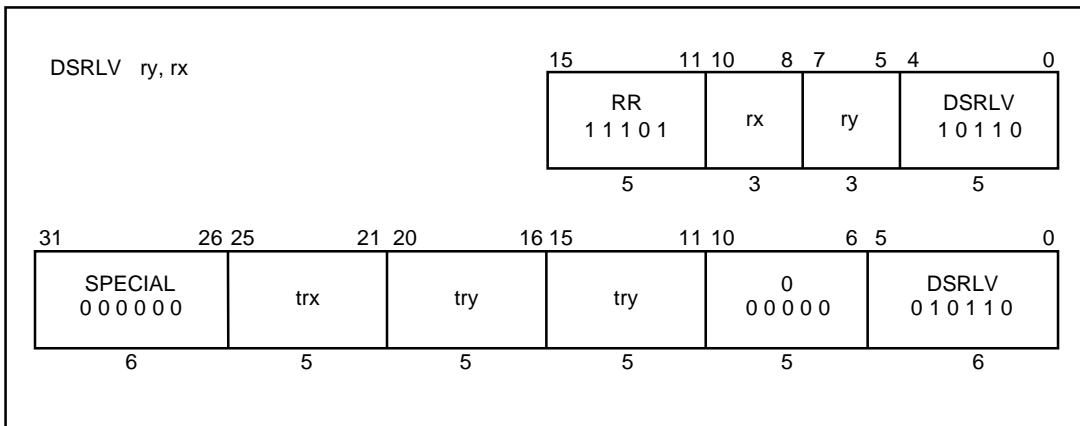 DSRLV ry, rx
15 11 10 8 7 5 4 0
RR rx ry DSRLV
1 1 1 0 1 1 0 1 1 0
5 3 3 5
31 26 25 21 20 16 15 11 10 6 5 0
SPECIAL trx try try 0 DSRLV
0 0 0 0 0 0 0 0 0 0 0 0 1 0 1 1 0
6 5 5 5 5 6